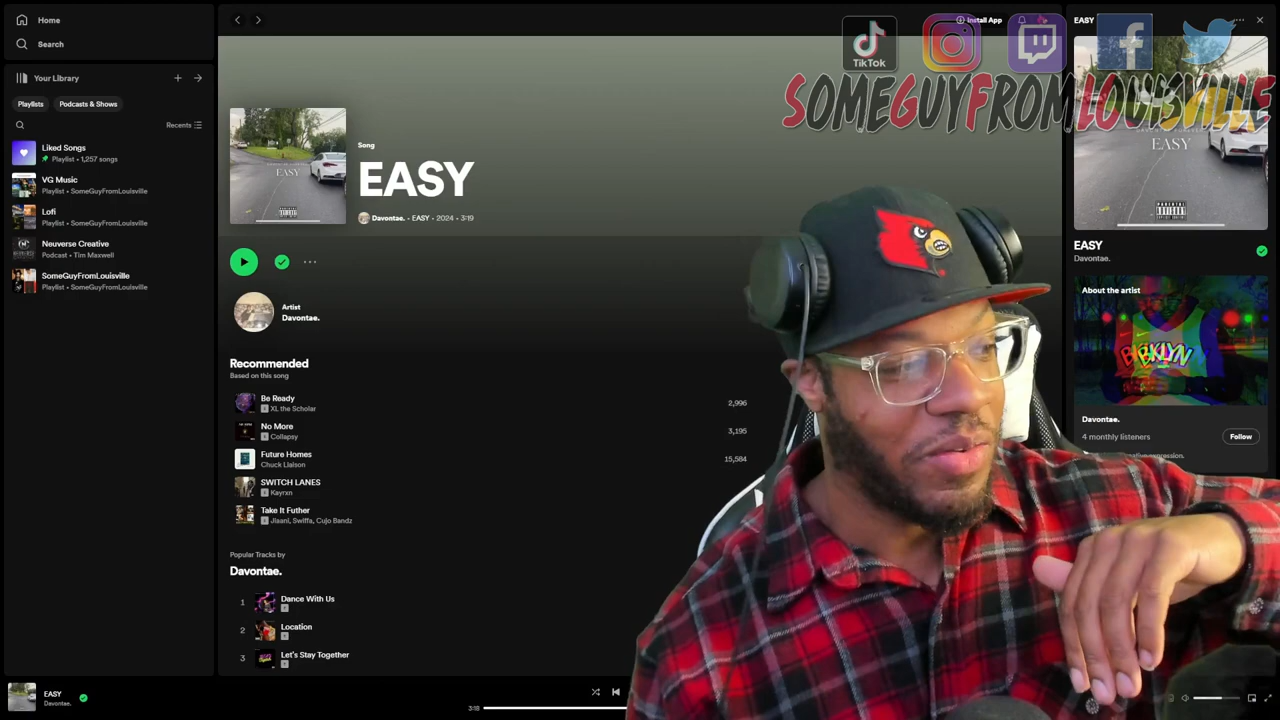 Home
Search
Your Library
Playlists
Podcasts & Shows
Recents
Liked Songs
Playlist • 1,257 songs
VG Music
Playlist • SomeGuyFromLouisville
Lofi
Playlist • SomeGuyFromLouisville
Neuverse Creative
Podcast • Tim Maxwell
SomeGuyFromLouisville
Playlist • SomeGuyFromLouisville
Install App
TikTok
SOMEGUYFROMLOUISVILLE
EASY
Song
EASY
Davontae. • EASY • 2024 • 3:19
Artist
Davontae.
Recommended
Based on this song
Be Ready
E XL the Scholar
2,996
No More
E Collapsy
3,195
Future Homes
Chuck LiaIson
15,584
SWITCH LANES
E Kayrxn
Take It Futher
E Jiaani, Swiffa, Cujo Bandz
Popular Tracks by
Davontae.
1
Dance With Us
E
2
Location
E
3
Let's Stay Together
E
EASY
EASY
EASY
Davontae.
About the artist
BKLYN
Davontae.
4 monthly listeners
Follow
EASY
Davontae.
3:18